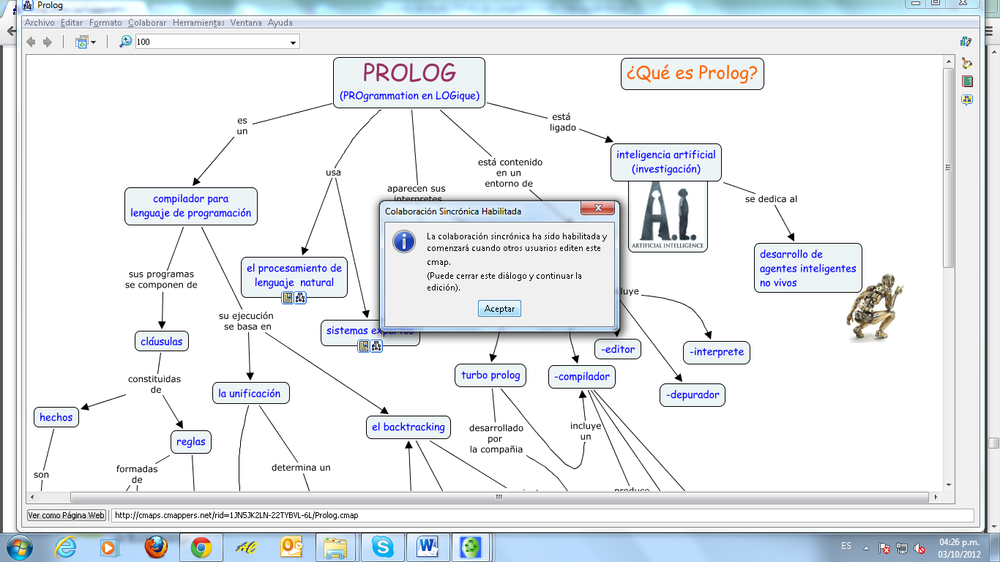 Prolog
Archivo Editar Formato Colaborar Herramientas Ventana Ayuda
100
PROLOG
(PROgrammation en LOGique)
¿Qué es Prolog?
es
un
está
ligado
inteligencia artificial
(investigación)
está contenido
en un
entorno de
usa
aparecen sus
interpretes
compilador para
lenguaje de programación
A.i.
ARTIFICIAL INTELLIGENCE
se dedica al
desarrollo de
agentes inteligentes
no vivos
Colaboración Sincrónica Habilitada
La colaboración sincrónica ha sido habilitada y
comenzará cuando otros usuarios editen este
cmap.
(Puede cerrar este diálogo y continuar la
edición).
Aceptar
el procesamiento de
lenguaje natural
sus programas
se componen de
su ejecución
se basa en
sistemas expertos
cláusulas
-editor
-interprete
turbo prolog
-compilador
-depurador
constituidas
de
la unificación
hechos
reglas
el backtracking
desarrollado
por
la compañia
incluye
un
formadas
de
son
determina un
produce
Ver como Página Web
http://cmaps.cmappers.net/rid=1JN5JK2LN-22TYBVL-6L/Prolog.cmap
ES
04:26 p.m.
03/10/2012